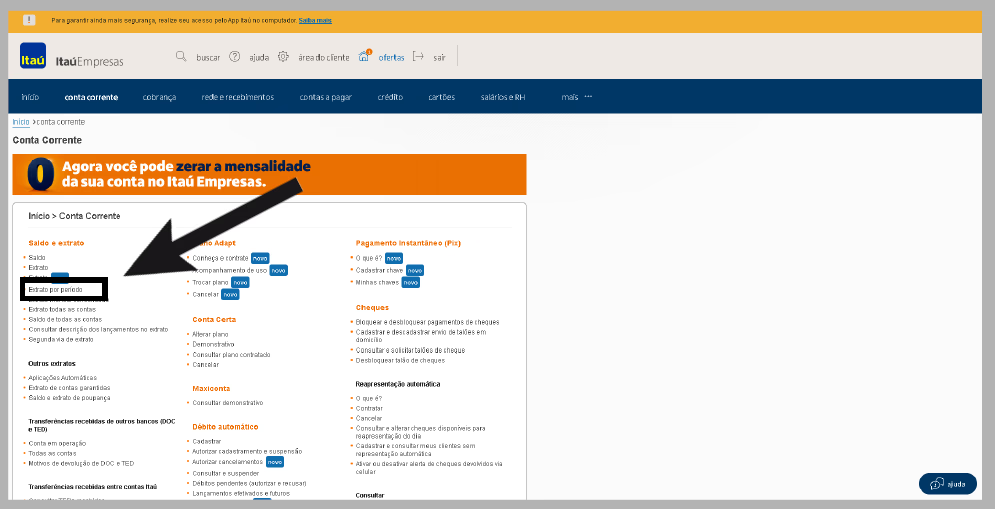 ! Para garantir ainda mais segurança, realize seu acesso pelo App Itaú no computador. Saiba mais
Itaú ItaúEmpresas buscar ? ajuda área do cliente ofertas sair
início conta corrente cobrança rede e recebimentos contas a pagar crédito cartões salários e RH mais ···
Início >conta corrente
Conta Corrente
0 Agora você pode zerar a mensalidade
da sua conta no Itaú Empresas.
Início > Conta Corrente
Saldo e extrato
Saldo
Extrato
Extrato por período
Extrato todas as contas
Saldo de todas as contas
Consultar descrição dos lançamentos no extrato
Segunda via de extrato
Outros extratos
Aplicações Automáticas
Extrato de contas garantidas
Saldo e extrato de poupança
Transferências recebidas de outros bancos (DOC
e TED)
Conta em operação
Todas as contas
Motivos de devolução de DOC e TED
Transferências recebidas entre contas Itaú
Adapt
Conheça e contrate novo
Acompanhamento de uso novo
Trocar plano novo
Cancelar novo
Conta Certa
Alterar plano
Demonstrativo
Consultar plano contratado
Cancelar
Maxiconta
Consultar demonstrativo
Débito automático
Cadastrar
Autorizar cadastramento e suspensão
Autorizar cancelamentos novo
Consultar e suspender
Débitos pendentes (autorizar e recusar)
Lançamentos efetivados e futuros
Pagamento Instantâneo (Pix)
O que é? novo
Cadastrar chave novo
Minhas chaves novo
Cheques
Bloquear e desbloquear pagamentos de cheques
Cadastrar e descadastrar envio de talões em
domicílio
Consultar e solicitar talões de cheque
Desbloquear talão de cheques
Reapresentação automática
O que é?
Contratar
Cancelar
Consultar e alterar cheques disponíveis para
reapresentação do dia
Cadastrar e consultar meus clientes sem
reapresentação automática
Ativar ou desativar alerta de cheques devolvidos via
celular
Consultar
ajuda